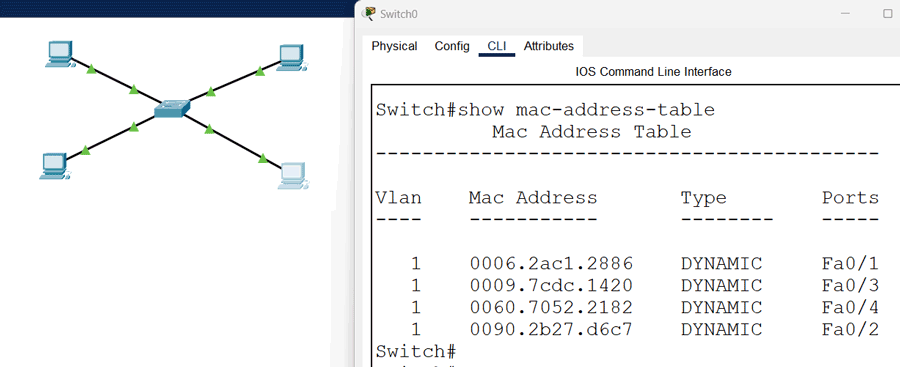 Switch0
Physical Config CLI Attributes
IOS Command Line Interface
Switch#show mac-address-table
Mac Address Table
-------------------------------------------
Vlan Mac Address Type Ports
---- ----------- -------- -----
1 0006.2ac1.2886 DYNAMIC Fa0/1
1 0009.7cdc.1420 DYNAMIC Fa0/3
1 0060.7052.2182 DYNAMIC Fa0/4
1 0090.2b27.d6c7 DYNAMIC Fa0/2
Switch#